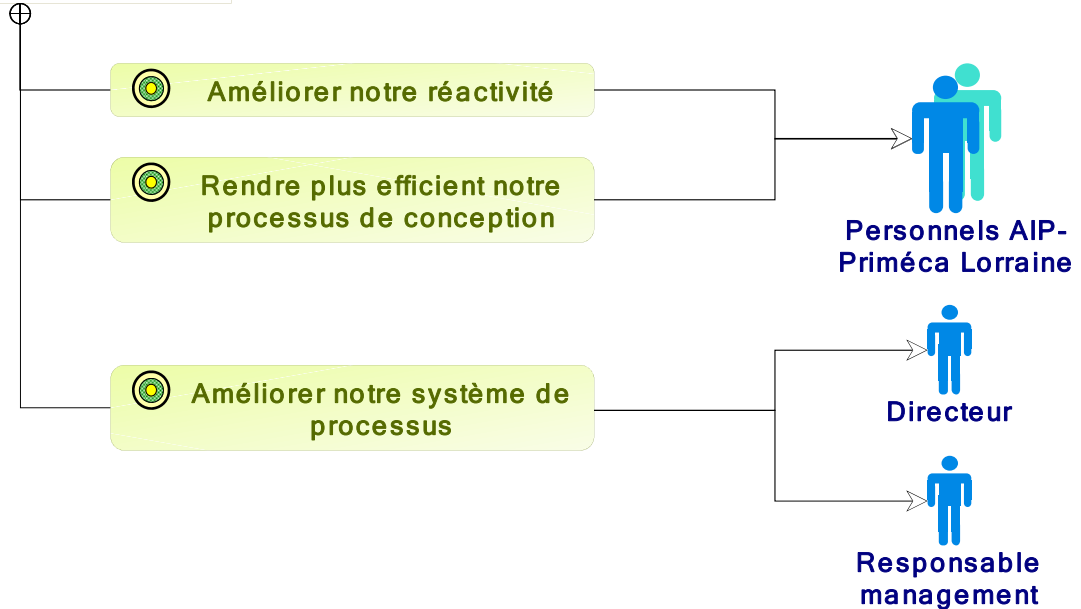 Améliorer notre réactivité
Rendre plus efficient notre
processus de conception
Personnels AIP-
Priméca Lorraine
Améliorer notre système de
processus
Directeur
Responsable
management